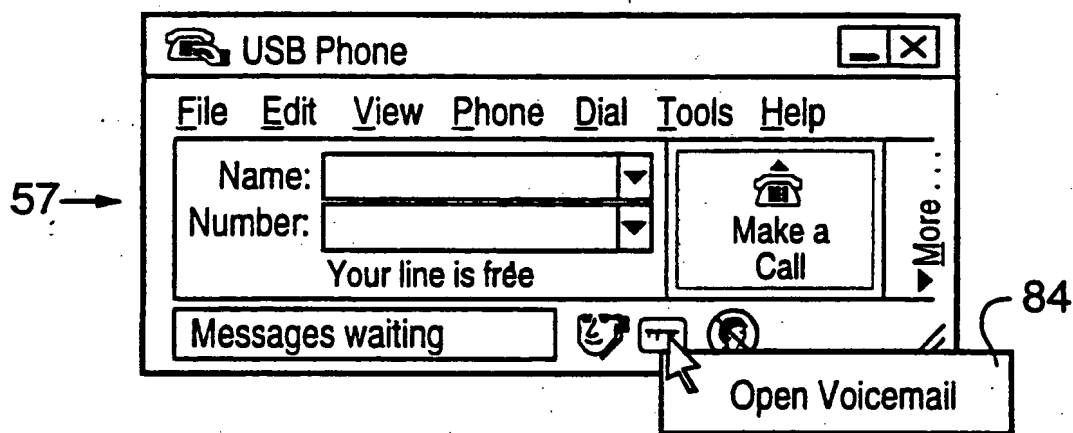 USB Phone
File Edit View Phone Dial Tools Help
Name:
Number:
Your line is free
Make a
Call
More...
57
84
Messages waiting
Open Voicemail